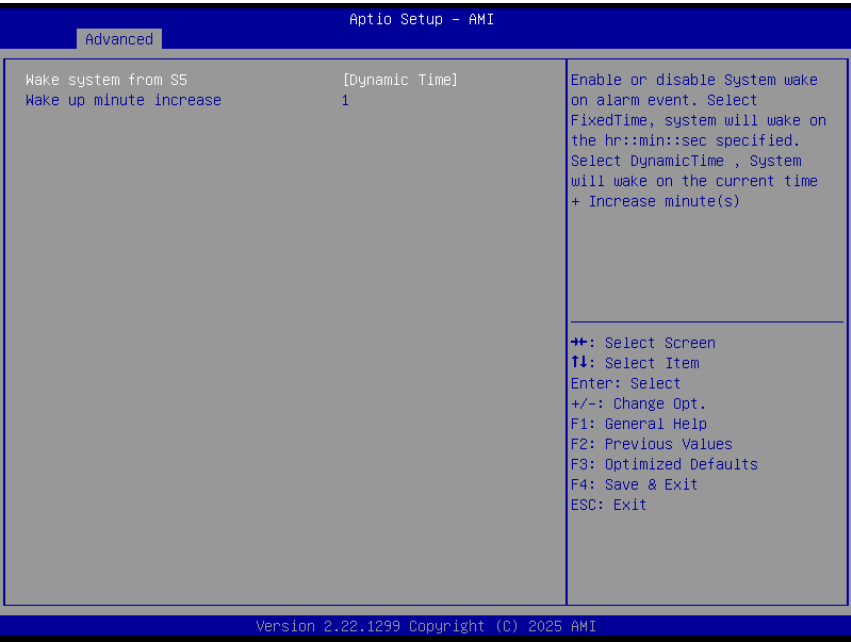 Aptio Setup – AMI
Advanced
Wake system from S5 [Dynamic Time]
Wake up minute increase 1
Enable or disable System wake
on alarm event. Select
FixedTime, system will wake on
the hr::min::sec specified.
Select DynamicTime , System
will wake on the current time
+ Increase minute(s)
→←: Select Screen
↑↓: Select Item
Enter: Select
+/-: Change Opt.
F1: General Help
F2: Previous Values
F3: Optimized Defaults
F4: Save & Exit
ESC: Exit
Version 2.22.1299 Copyright (C) 2025 AMI